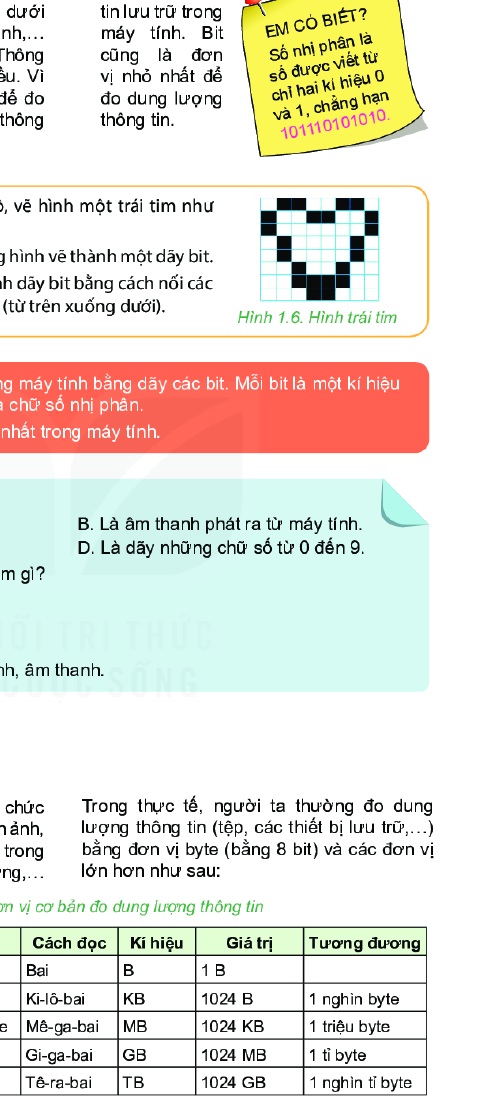 dưới
nh,...
Thông
ầu. Vì
để đo
thông
tin lưu trữ trong
máy tính. Bit
cũng là đơn
vị nhỏ nhất để
đo dung lượng
thông tin.
EM CÓ BIẾT?
Số nhị phân là
số được viết từ
chỉ hai kí hiệu 0
và 1, chẳng hạn
101110101010.
, vẽ hình một trái tim như
hình vẽ thành một dãy bit.
dãy bit bằng cách nối các
(từ trên xuống dưới).
Hình 1.6. Hình trái tim
ng máy tính bằng dãy các bit. Mỗi bit là một kí hiệu
chữ số nhị phân.
nhất trong máy tính.
B. Là âm thanh phát ra từ máy tính.
D. Là dãy những chữ số từ 0 đến 9.
m gì?
TRI THỨC
nh, âm thanh.
CUỘC SỐNG
chức
ảnh,
trong
ng,...
Trong thực tế, người ta thường đo dung
lượng thông tin (tệp, các thiết bị lưu trữ,...)
bằng đơn vị byte (bằng 8 bit) và các đơn vị
lớn hơn như sau:
ơn vị cơ bản đo dung lượng thông tin
Cách đọc Kí hiệu Giá trị Tương đương
Bai B 1 B
Ki-lô-bai KB 1024 B 1 nghìn byte
e Mê-ga-bai MB 1024 KB 1 triệu byte
Gi-ga-bai GB 1024 MB 1 tỉ byte
Tê-ra-bai TB 1024 GB 1 nghìn tỉ byte